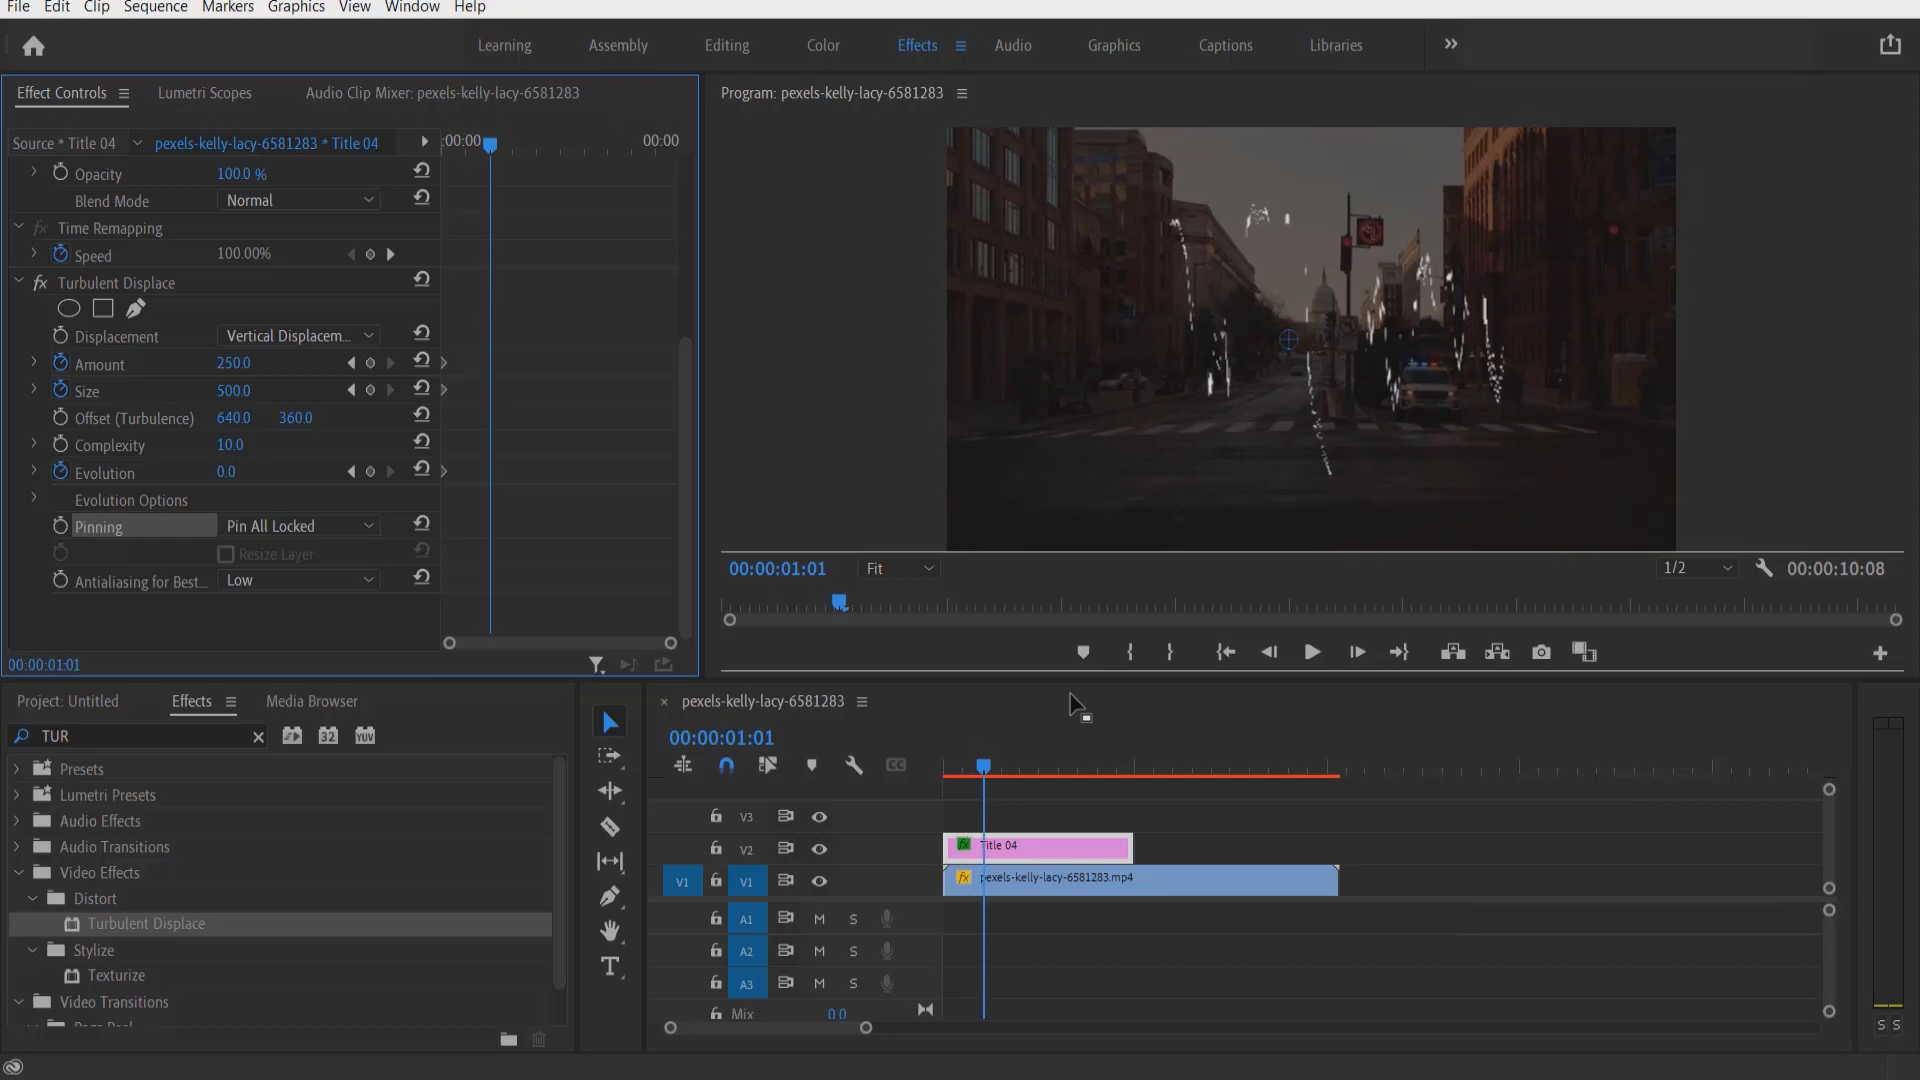 File Edit Clip Sequence Markers Graphics View Window Help
Learning Assembly Editing Color Effects Audio Graphics Captions Libraries
Effect Controls Lumetri Scopes Audio Clip Mixer: pexels-kelly-lacy-6581283
Source * Title 04 pexels-kelly-lacy-6581283 * Title 04 :00:00 00:00
Opacity 100.0 %
Blend Mode Normal
fx Time Remapping
Speed 100.00%
fx Turbulent Displace
Displacement Vertical Displacem...
Amount 250.0
Size 500.0
Offset (Turbulence) 640.0 360.0
Complexity 10.0
Evolution 0.0
Evolution Options
Pinning Pin All Locked
Resize Layer
Antialiasing for Best... Low
00:00:01:01
Program: pexels-kelly-lacy-6581283
00:00:01:01 Fit 1/2 00:00:10:08
Project: Untitled Effects Media Browser
TUR 32 YUV
Presets
Lumetri Presets
Audio Effects
Audio Transitions
Video Effects
Distort
Turbulent Displace
Stylize
Texturize
Video Transitions
× pexels-kelly-lacy-6581283
00:00:01:01
CC
V3
V2 fx Title 04
V1 V1 fx pexels-kelly-lacy-6581283.mp4
A1 M S
A2 M S
A3 M S
Mix 0.0
S S